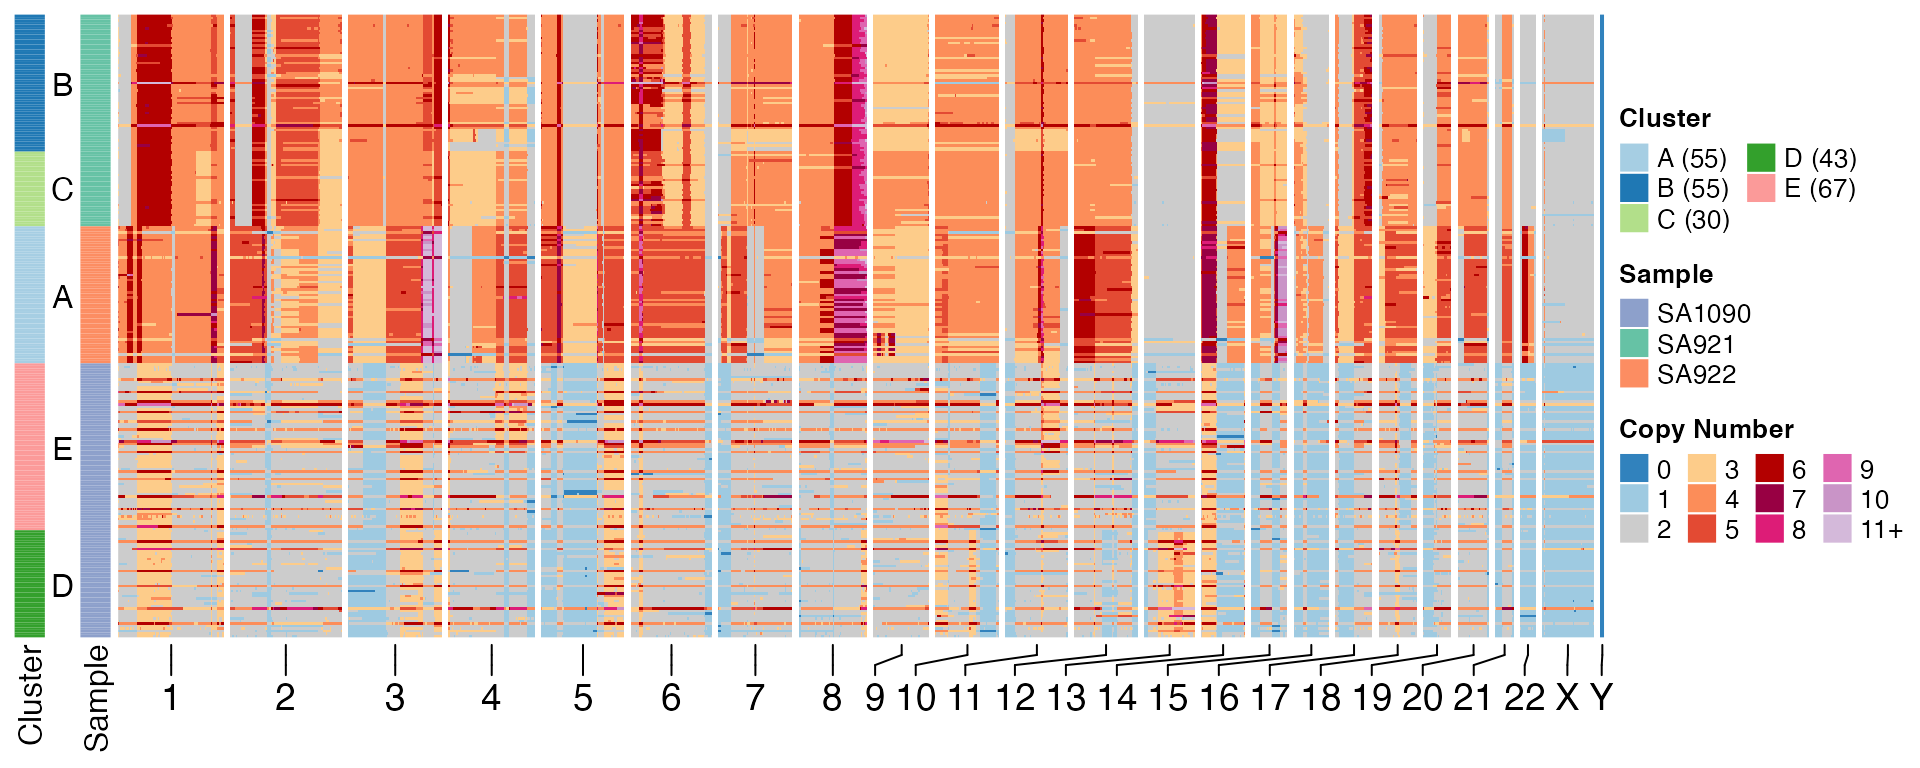 B
C
A
E
D
Cluster
Sample
1 2 3 4 5 6 7 8 9 10 11 12 13 14 15 16 17 18 19 20 21 22 X Y
Cluster
A (55) D (43)
B (55) E (67)
C (30)
Sample
SA1090
SA921
SA922
Copy Number
0 3 6 9
1 4 7 10
2 5 8 11+